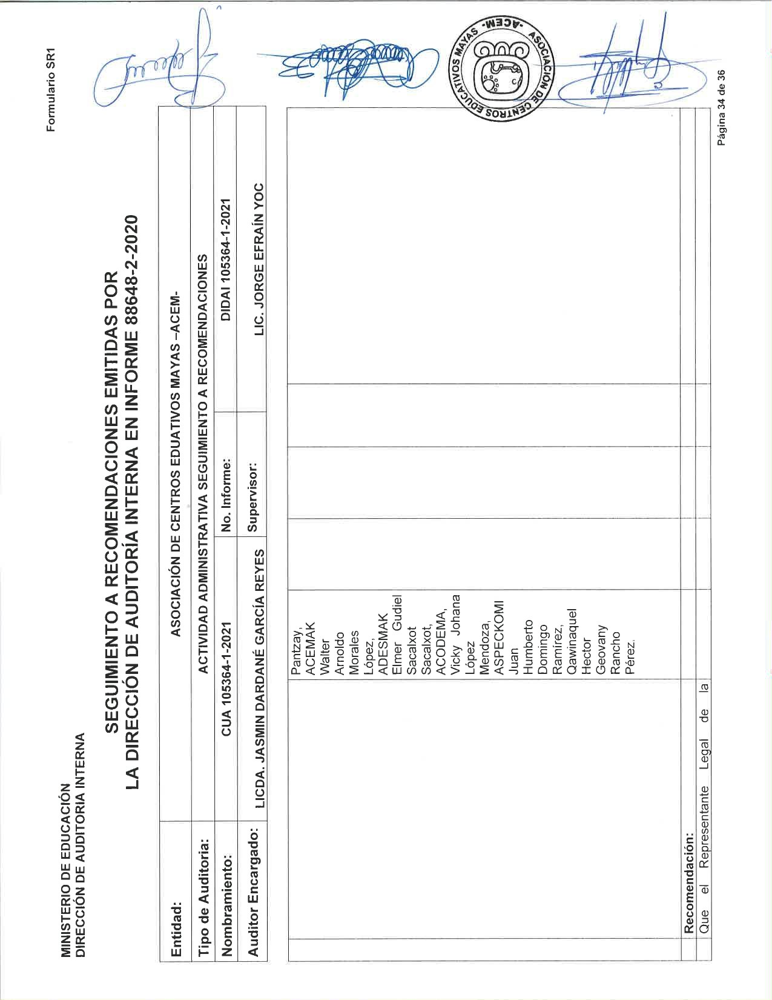 Formulario SR1
MINISTERIO DE EDUCACIÓN
DIRECCIÓN DE AUDITORIA INTERNA
SEGUIMIENTO A RECOMENDACIONES EMITIDAS POR
LA DIRECCIÓN DE AUDITORÍA INTERNA EN INFORME 88648-2-2020
Entidad: ASOCIACIÓN DE CENTROS EDUATIVOS MAYAS –ACEM-
Tipo de Auditoria: ACTIVIDAD ADMINISTRATIVA SEGUIMIENTO A RECOMENDACIONES
Nombramiento: CUA 105364-1-2021 No. Informe: DIDAI 105364-1-2021
Auditor Encargado: LICDA. JASMIN DARDANÉ GARCÍA REYES Supervisor: LIC. JORGE EFRAÍN YOC
Pantzay,
ACEMAK
Walter
Arnoldo
Morales
López,
ADESMAK
Elmer Gudiel
Sacalxot
Sacalxot,
ACODEMA,
Vicky Johana
López
Mendoza,
ASPECKOMI
Juan
Humberto
Domingo
Ramírez,
Qawinaquel
Hector
Geovany
Rancho
Pérez.
Recomendación:
Que el Representante Legal de la
ASOCIACIÓN DE CENTROS EDUCATIVOS MAYAS -ACEM-
Página 34 de 36